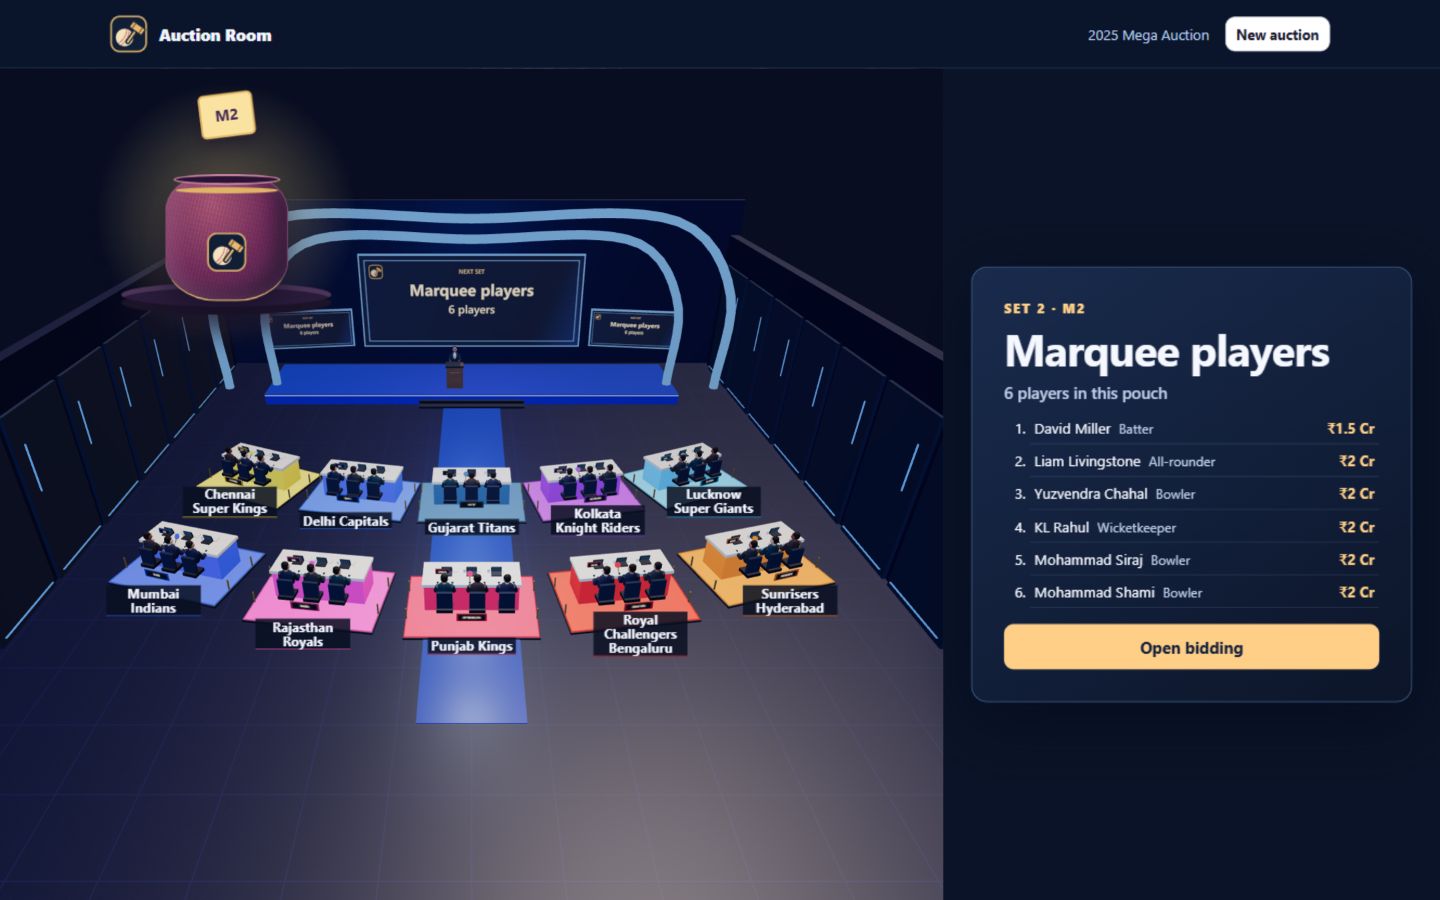 Auction Room
2025 Mega Auction
New auction
M2
NEXT SET
Marquee players
6 players
Marquee players
6 players
Marquee players
6 players
Chennai
Super Kings
Delhi Capitals
Gujarat Titans
Kolkata
Knight Riders
Lucknow
Super Giants
Mumbai
Indians
Rajasthan
Royals
Punjab Kings
Royal
Challengers
Bengaluru
Sunrisers
Hyderabad
SET 2 · M2
Marquee players
6 players in this pouch
1. David Miller Batter ₹1.5 Cr
2. Liam Livingstone All-rounder ₹2 Cr
3. Yuzvendra Chahal Bowler ₹2 Cr
4. KL Rahul Wicketkeeper ₹2 Cr
5. Mohammad Siraj Bowler ₹2 Cr
6. Mohammad Shami Bowler ₹2 Cr
Open bidding